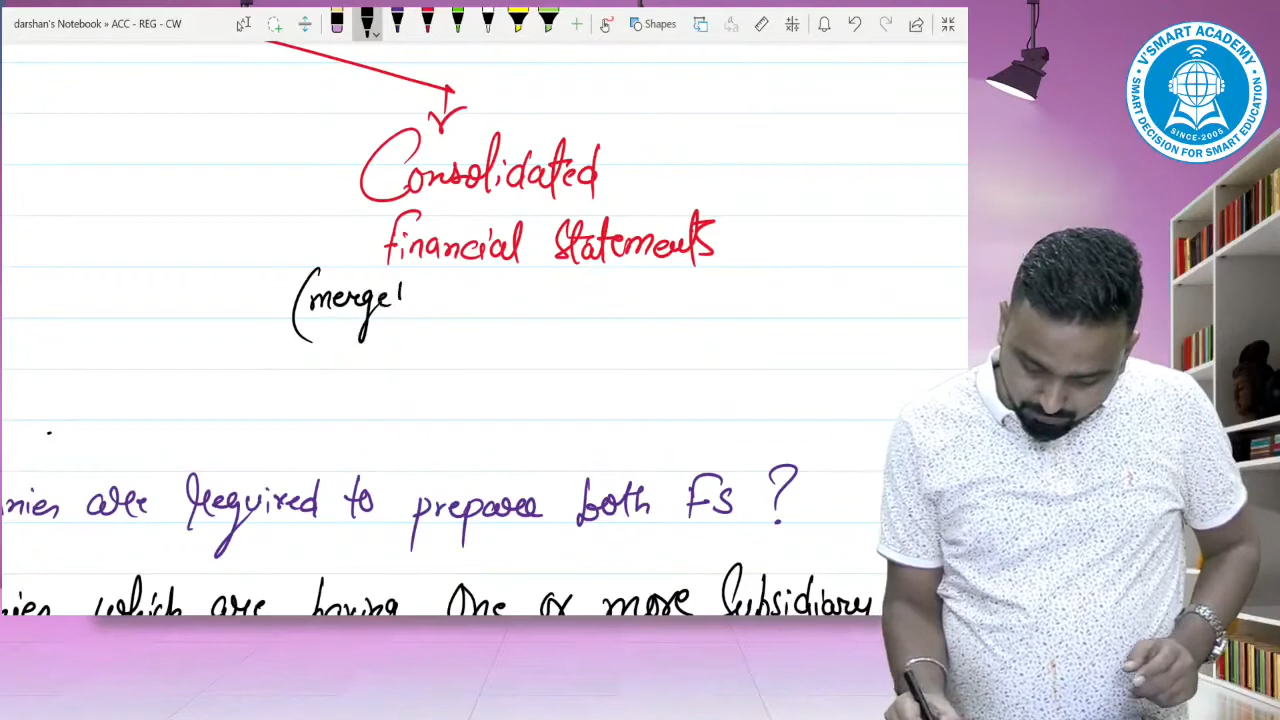 darshan's Notebook » ACC - REG - CW
Shapes
Consolidated
financial Statements
(merge
nies are required to prepare both FS ?
nies which are having One or more Subsidiary
V'SMART ACADEMY
SINCE-2005
SMART DECISION FOR SMART EDUCATION